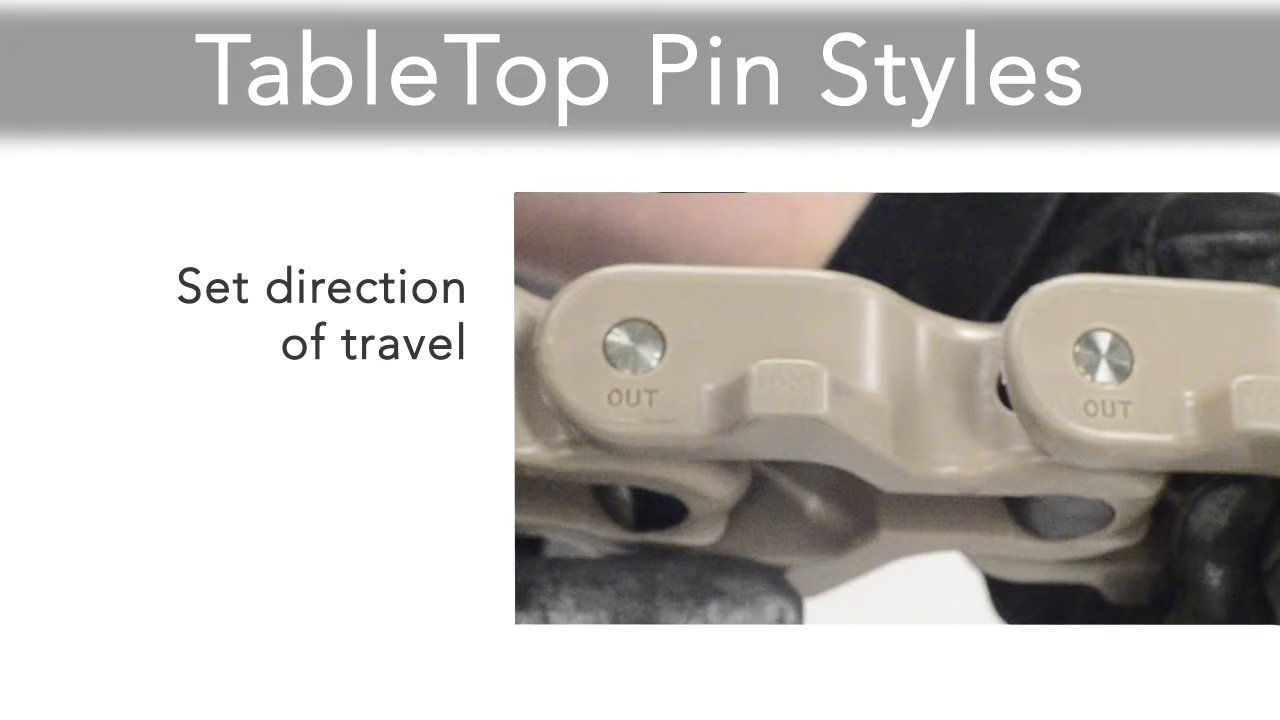 TableTop Pin Styles
Set direction
of travel
OUT
OUT